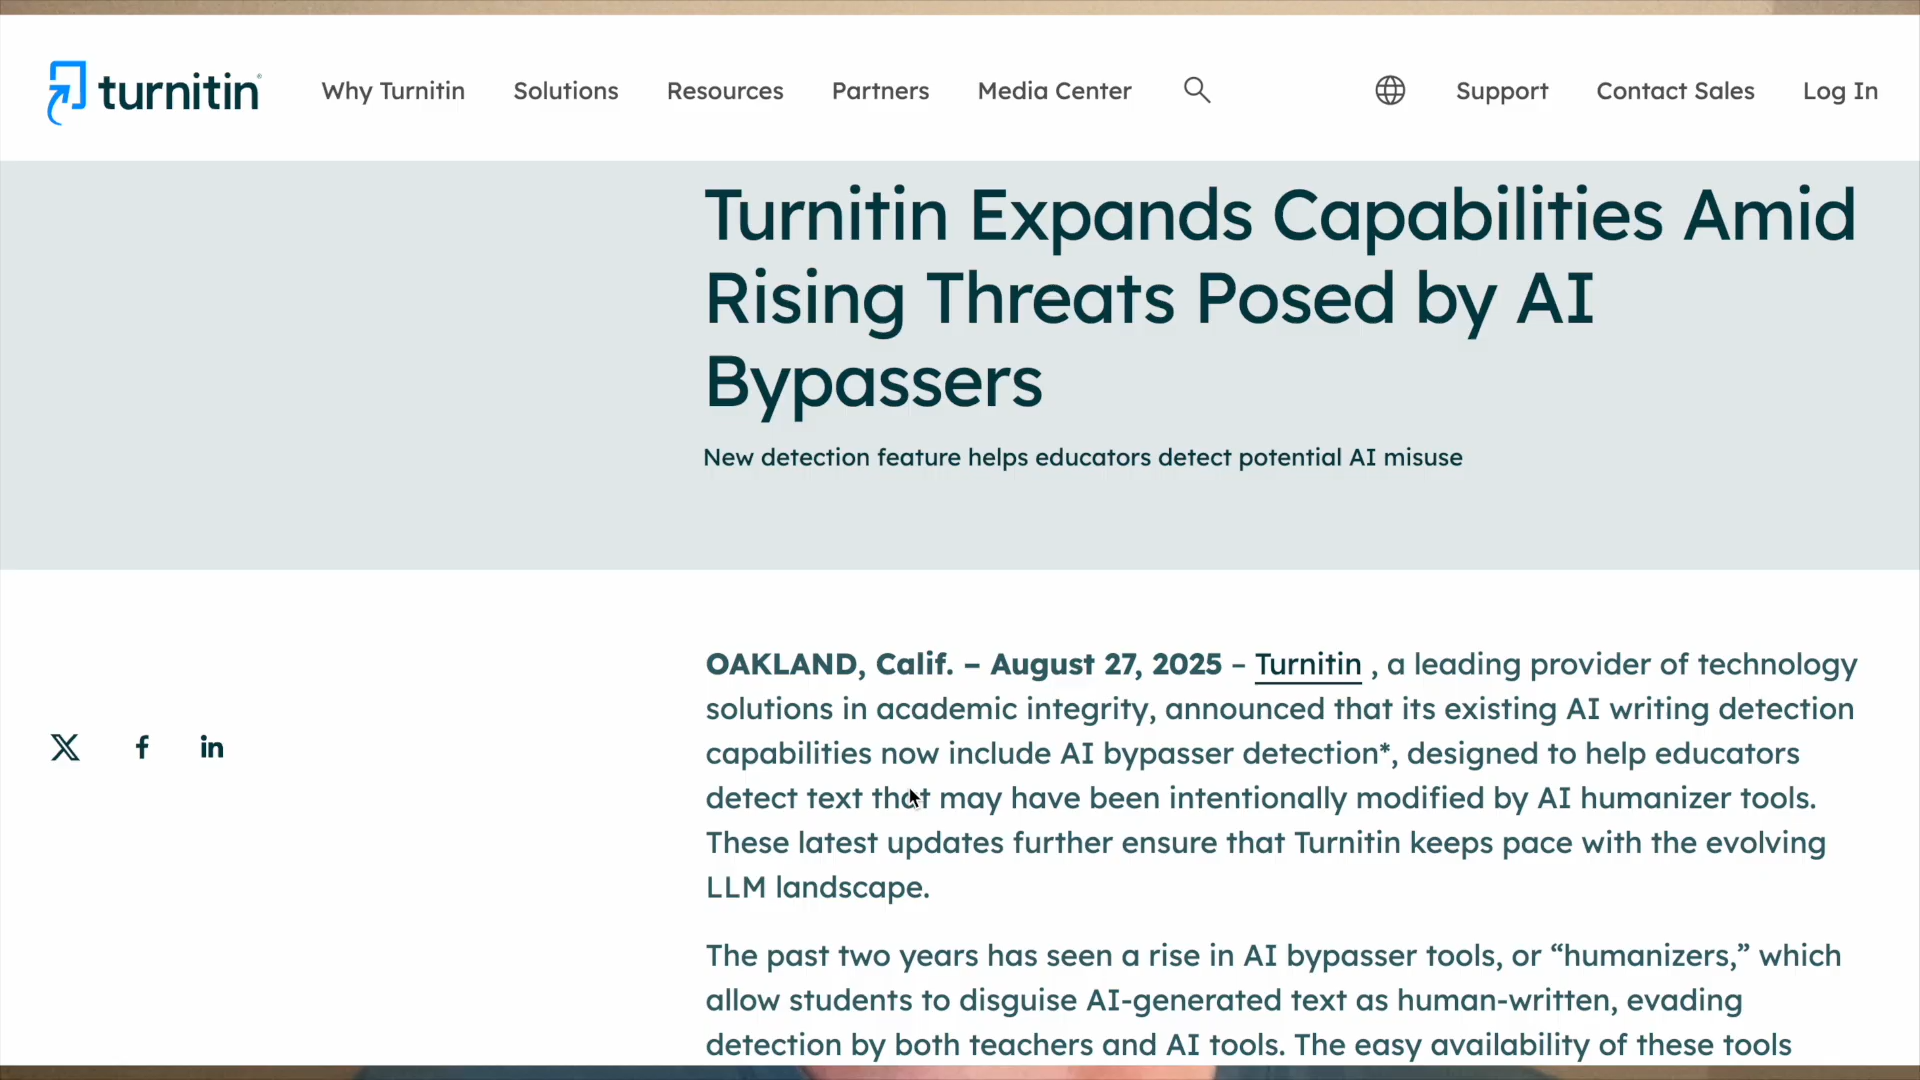 turnitin
Why Turnitin
Solutions
Resources
Partners
Media Center
Support
Contact Sales
Log In
Turnitin Expands Capabilities Amid
Rising Threats Posed by AI
Bypassers
New detection feature helps educators detect potential AI misuse
OAKLAND, Calif. – August 27, 2025 – Turnitin , a leading provider of technology
solutions in academic integrity, announced that its existing AI writing detection
capabilities now include AI bypasser detection*, designed to help educators
detect text that may have been intentionally modified by AI humanizer tools.
These latest updates further ensure that Turnitin keeps pace with the evolving
LLM landscape.
The past two years has seen a rise in AI bypasser tools, or “humanizers,” which
allow students to disguise AI-generated text as human-written, evading
detection by both teachers and AI tools. The easy availability of these tools